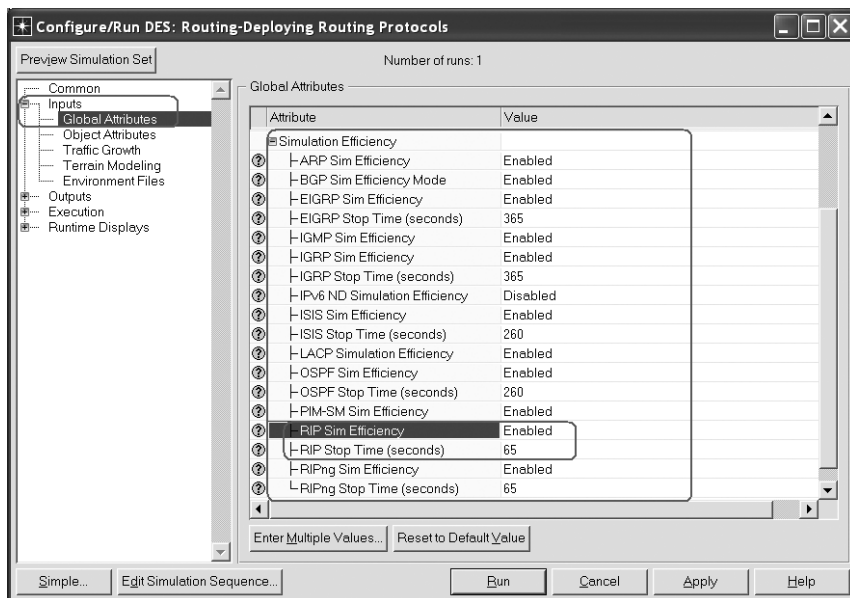 Configure/Run DES: Routing-Deploying Routing Protocols
Preview Simulation Set
Number of runs: 1
Common
Inputs
Global Attributes
Object Attributes
Traffic Growth
Terrain Modeling
Environment Files
Outputs
Execution
Runtime Displays
Global Attributes
Attribute Value
Simulation Efficiency
ARP Sim Efficiency Enabled
BGP Sim Efficiency Mode Enabled
EIGRP Sim Efficiency Enabled
EIGRP Stop Time (seconds) 365
IGMP Sim Efficiency Enabled
IGRP Sim Efficiency Enabled
IGRP Stop Time (seconds) 365
IPv6 ND Simulation Efficiency Disabled
ISIS Sim Efficiency Enabled
ISIS Stop Time (seconds) 260
LACP Simulation Efficiency Enabled
OSPF Sim Efficiency Enabled
OSPF Stop Time (seconds) 260
PIM-SM Sim Efficiency Enabled
RIP Sim Efficiency Enabled
RIP Stop Time (seconds) 65
RIPng Sim Efficiency Enabled
RIPng Stop Time (seconds) 65
Enter Multiple Values... Reset to Default Value
Simple... Edit Simulation Sequence... Run Cancel Apply Help